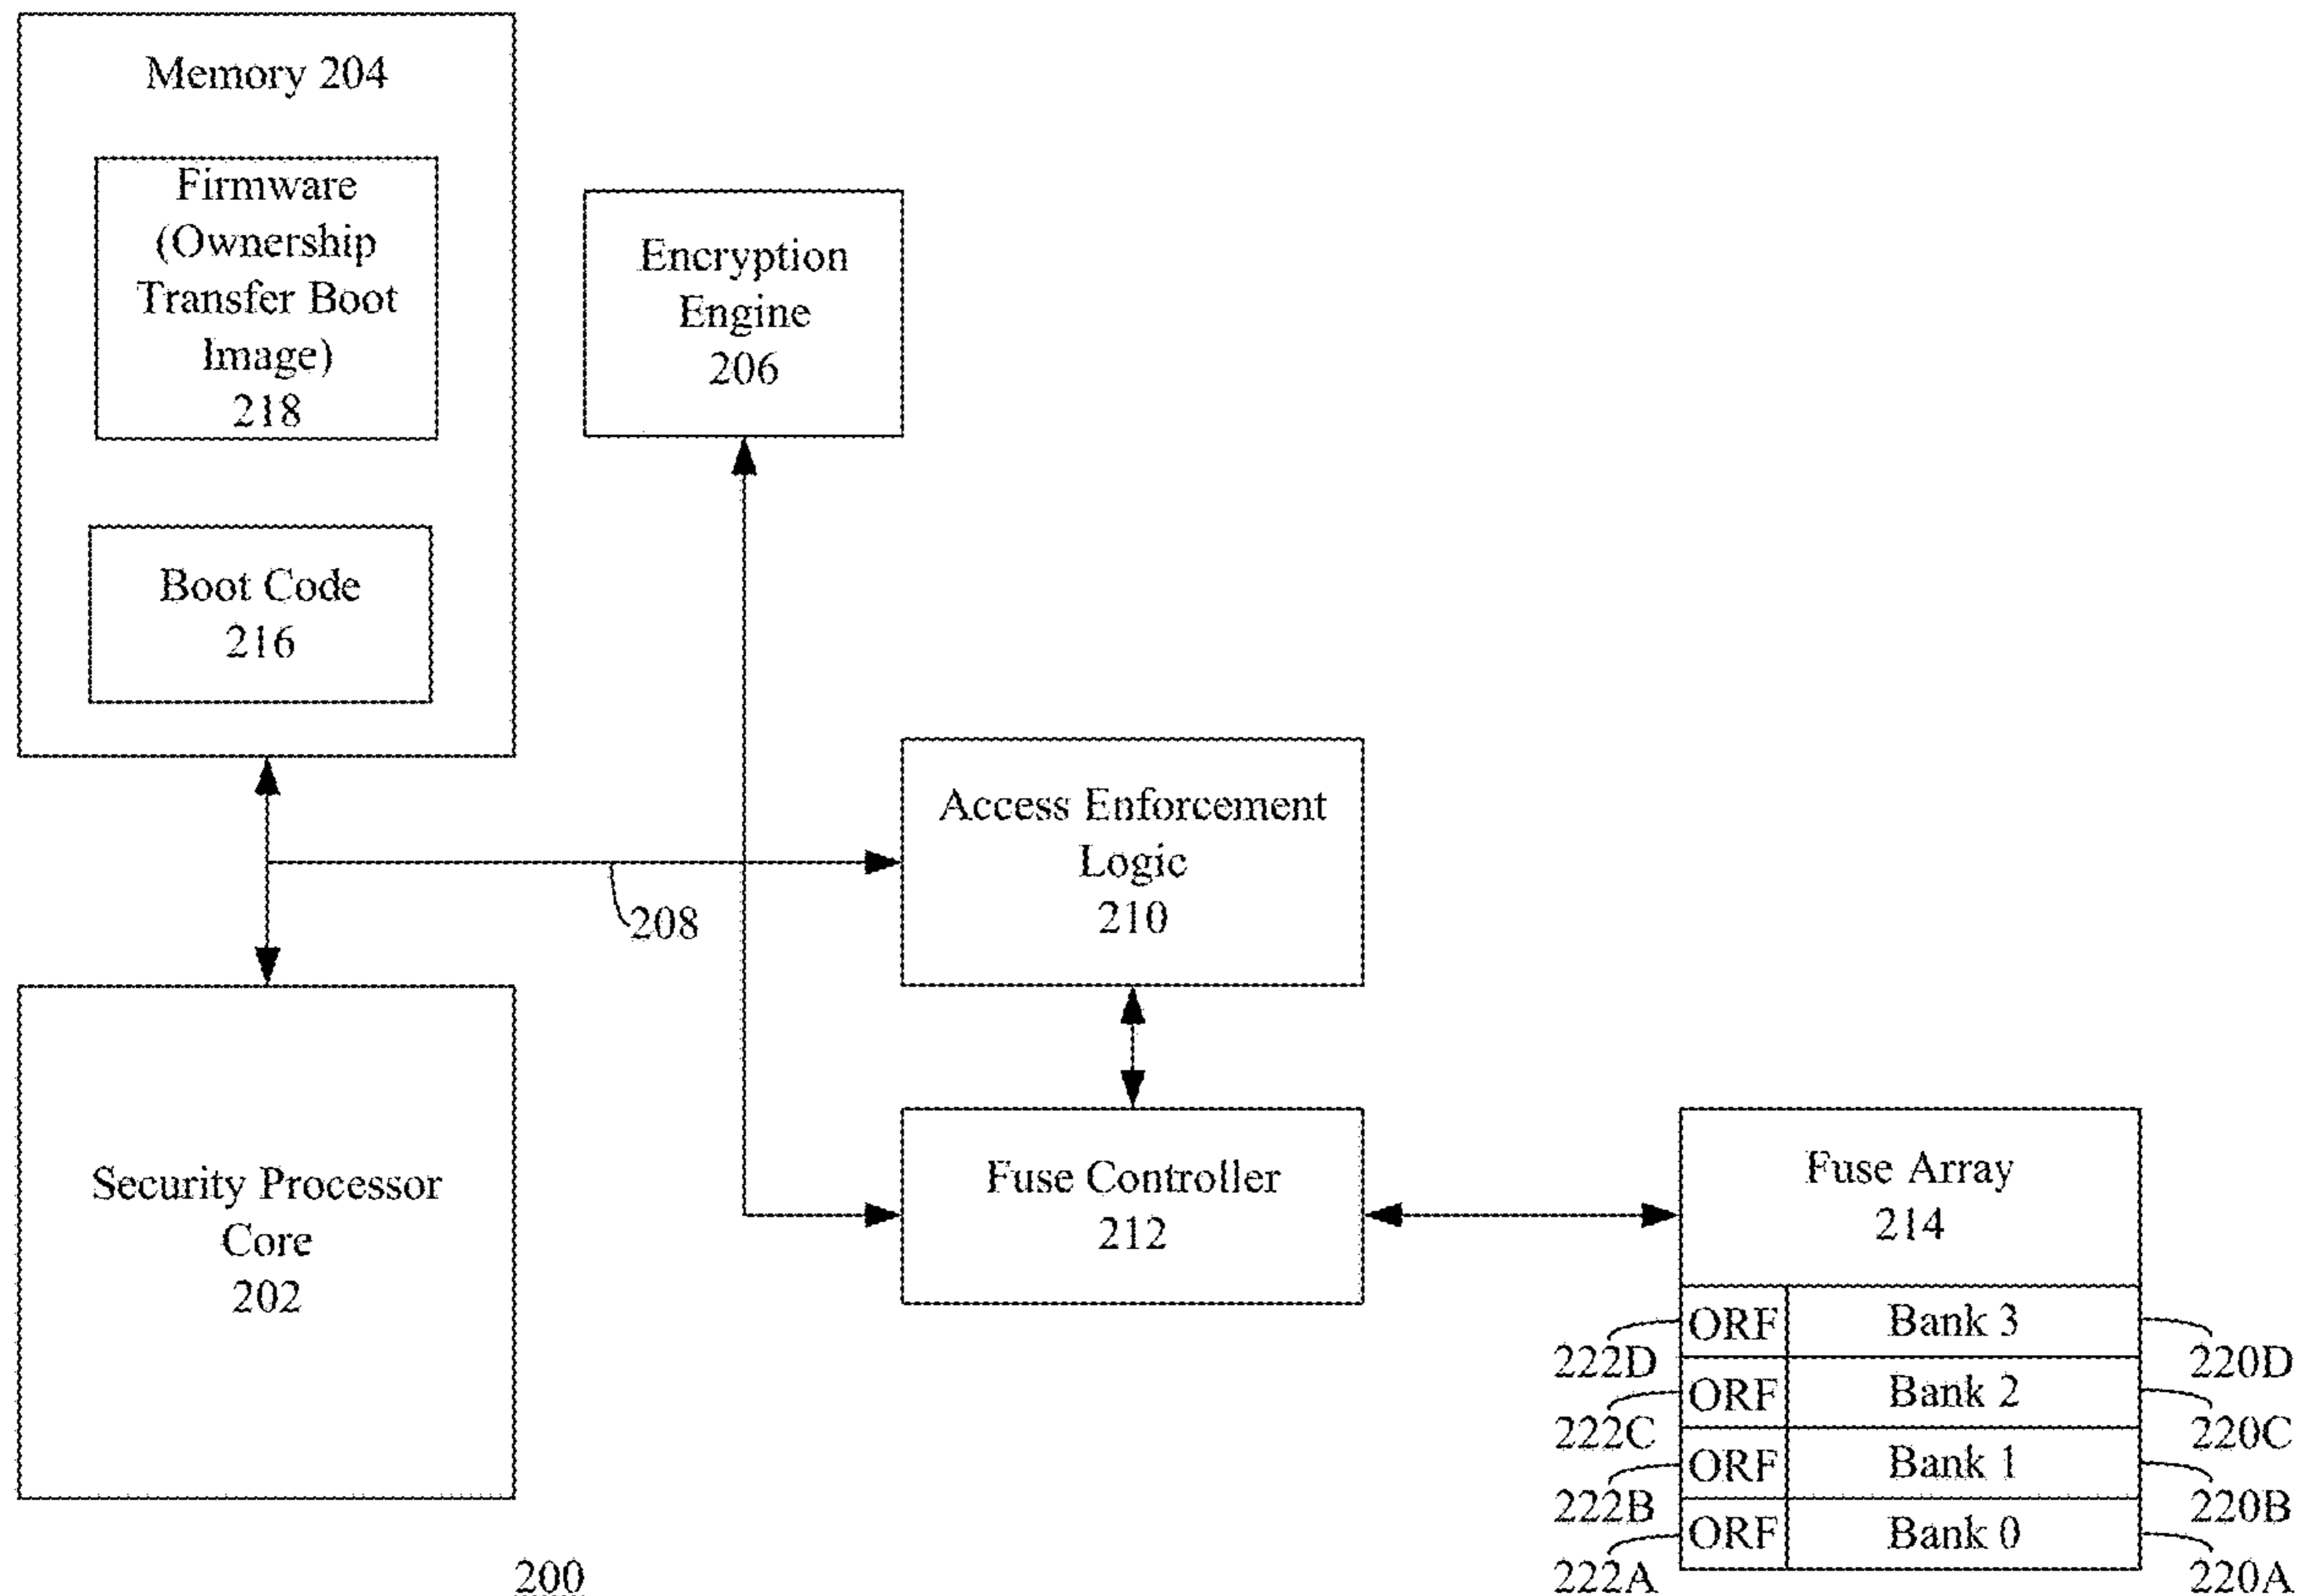 Memory 204
Firmware
(Ownership
Transfer Boot
Image)
218
Boot Code
216
Encryption
Engine
206
Access Enforcement
Logic
210
208
Security Processor
Core
202
Fuse Controller
212
Fuse Array
214
ORF Bank 3
222D 220D
ORF Bank 2
222C 220C
ORF Bank 1
222B 220B
ORF Bank 0
222A 220A
200